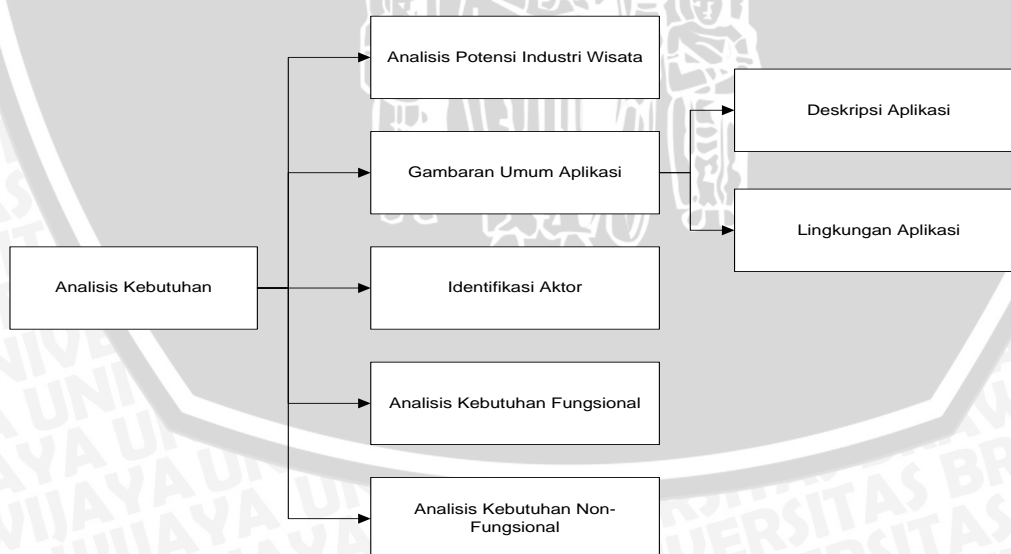 Analisis Potensi Industri Wisata
Deskripsi Aplikasi
Gambaran Umum Aplikasi
Lingkungan Aplikasi
Analisis Kebutuhan
Identifikasi Aktor
Analisis Kebutuhan Fungsional
Analisis Kebutuhan Non-
Fungsional